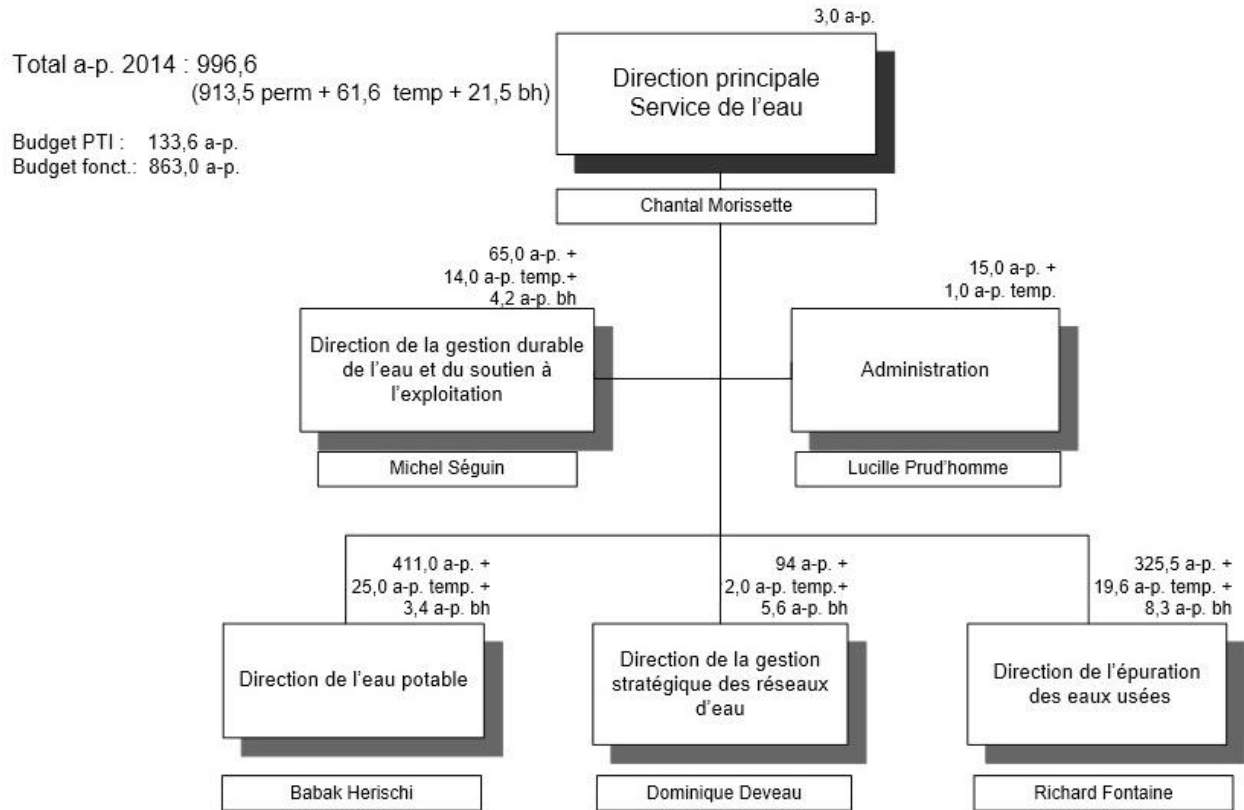 3,0 a-p.
Total a-p. 2014 : 996,6
(913,5 perm + 61,6 temp + 21,5 bh)
Budget PTI : 133,6 a-p.
Budget fonct.: 863,0 a-p.
Direction principale
Service de l'eau
Chantal Morissette
65,0 a-p. +
14,0 a-p. temp.+
4,2 a-p. bh
Direction de la gestion durable
de l'eau et du soutien à
l'exploitation
Michel Séguin
15,0 a-p. +
1,0 a-p. temp.
Administration
Lucille Prud'homme
411,0 a-p. +
25,0 a-p. temp. +
3,4 a-p. bh
Direction de l'eau potable
Babak Herischi
94 a-p. +
2,0 a-p. temp.+
5,6 a-p. bh
Direction de la gestion
stratégique des réseaux
d'eau
Dominique Deveau
325,5 a-p. +
19,6 a-p. temp. +
8,3 a-p. bh
Direction de l'épuration
des eaux usées
Richard Fontaine